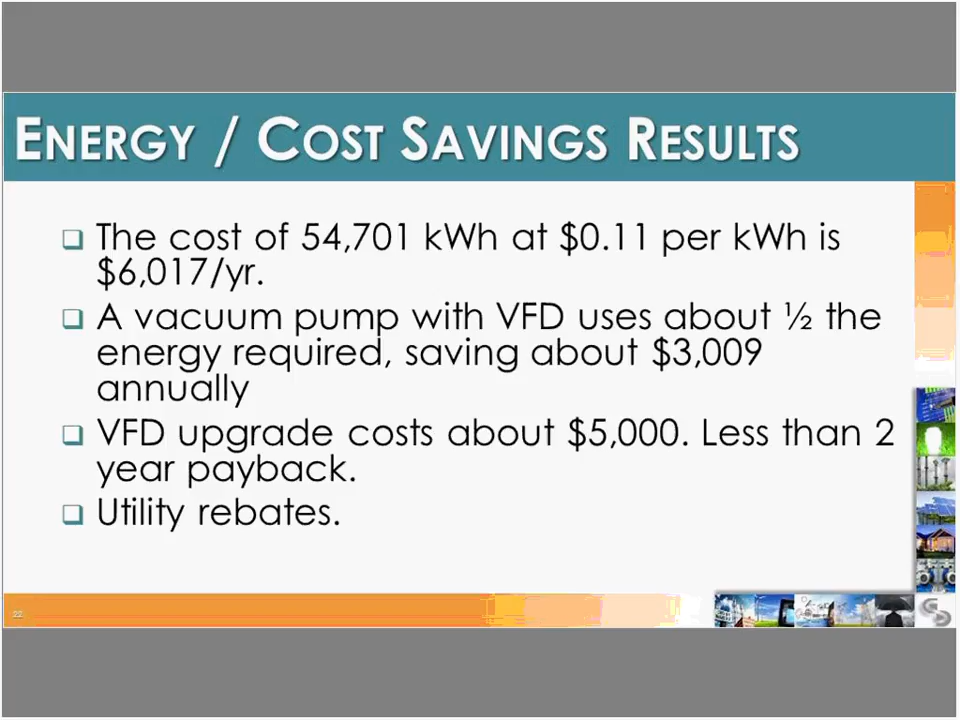 ENERGY / COST SAVINGS RESULTS
❑ The cost of 54,701 kWh at $0.11 per kWh is
$6,017/yr.
❑ A vacuum pump with VFD uses about ½ the
energy required, saving about $3,009
annually
❑ VFD upgrade costs about $5,000. Less than 2
year payback.
❑ Utility rebates.
22